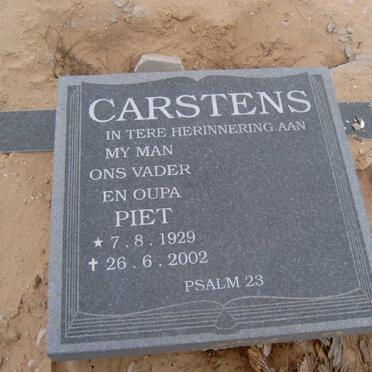 CARSTENS
IN TERE HERINNERING AAN
MY MAN
ONS VADER
EN OUPA
PIET
★ 7.8.1929
✝ 26.6.2002
PSALM 23